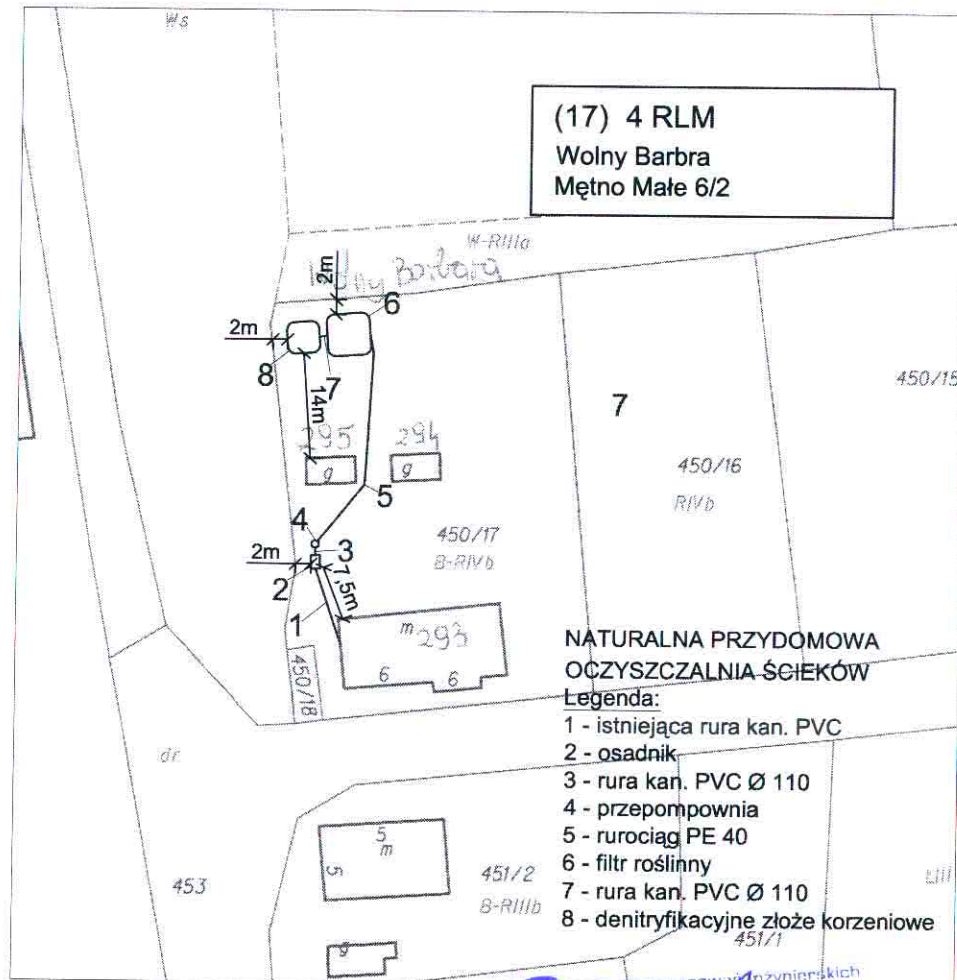 Ws
(17) 4 RLM
Wolny Barbra
Mętno Małe 6/2
W-RIIIa
Barbara
2m
6
2m
8
7
14m
450/15
7
295
294
g
g
450/16
5
RIVb
4
450/17
3
B-RIVb
2m
2
7,5m
1
m
293
6
6
450/18
NATURALNA PRZYDOMOWA
OCZYSZCZALNIA ŚCIEKÓW
Legenda:
1 - istniejąca rura kan. PVC
2 - osadnik
3 - rura kan. PVC Ø 110
4 - przepompownia
5 - rurociąg PE 40
6 - filtr roślinny
7 - rura kan. PVC Ø 110
8 - denitryfikacyjne złoże korzeniowe
dr
5
m
5
453
451/2
B-RIIIb
451/1
g